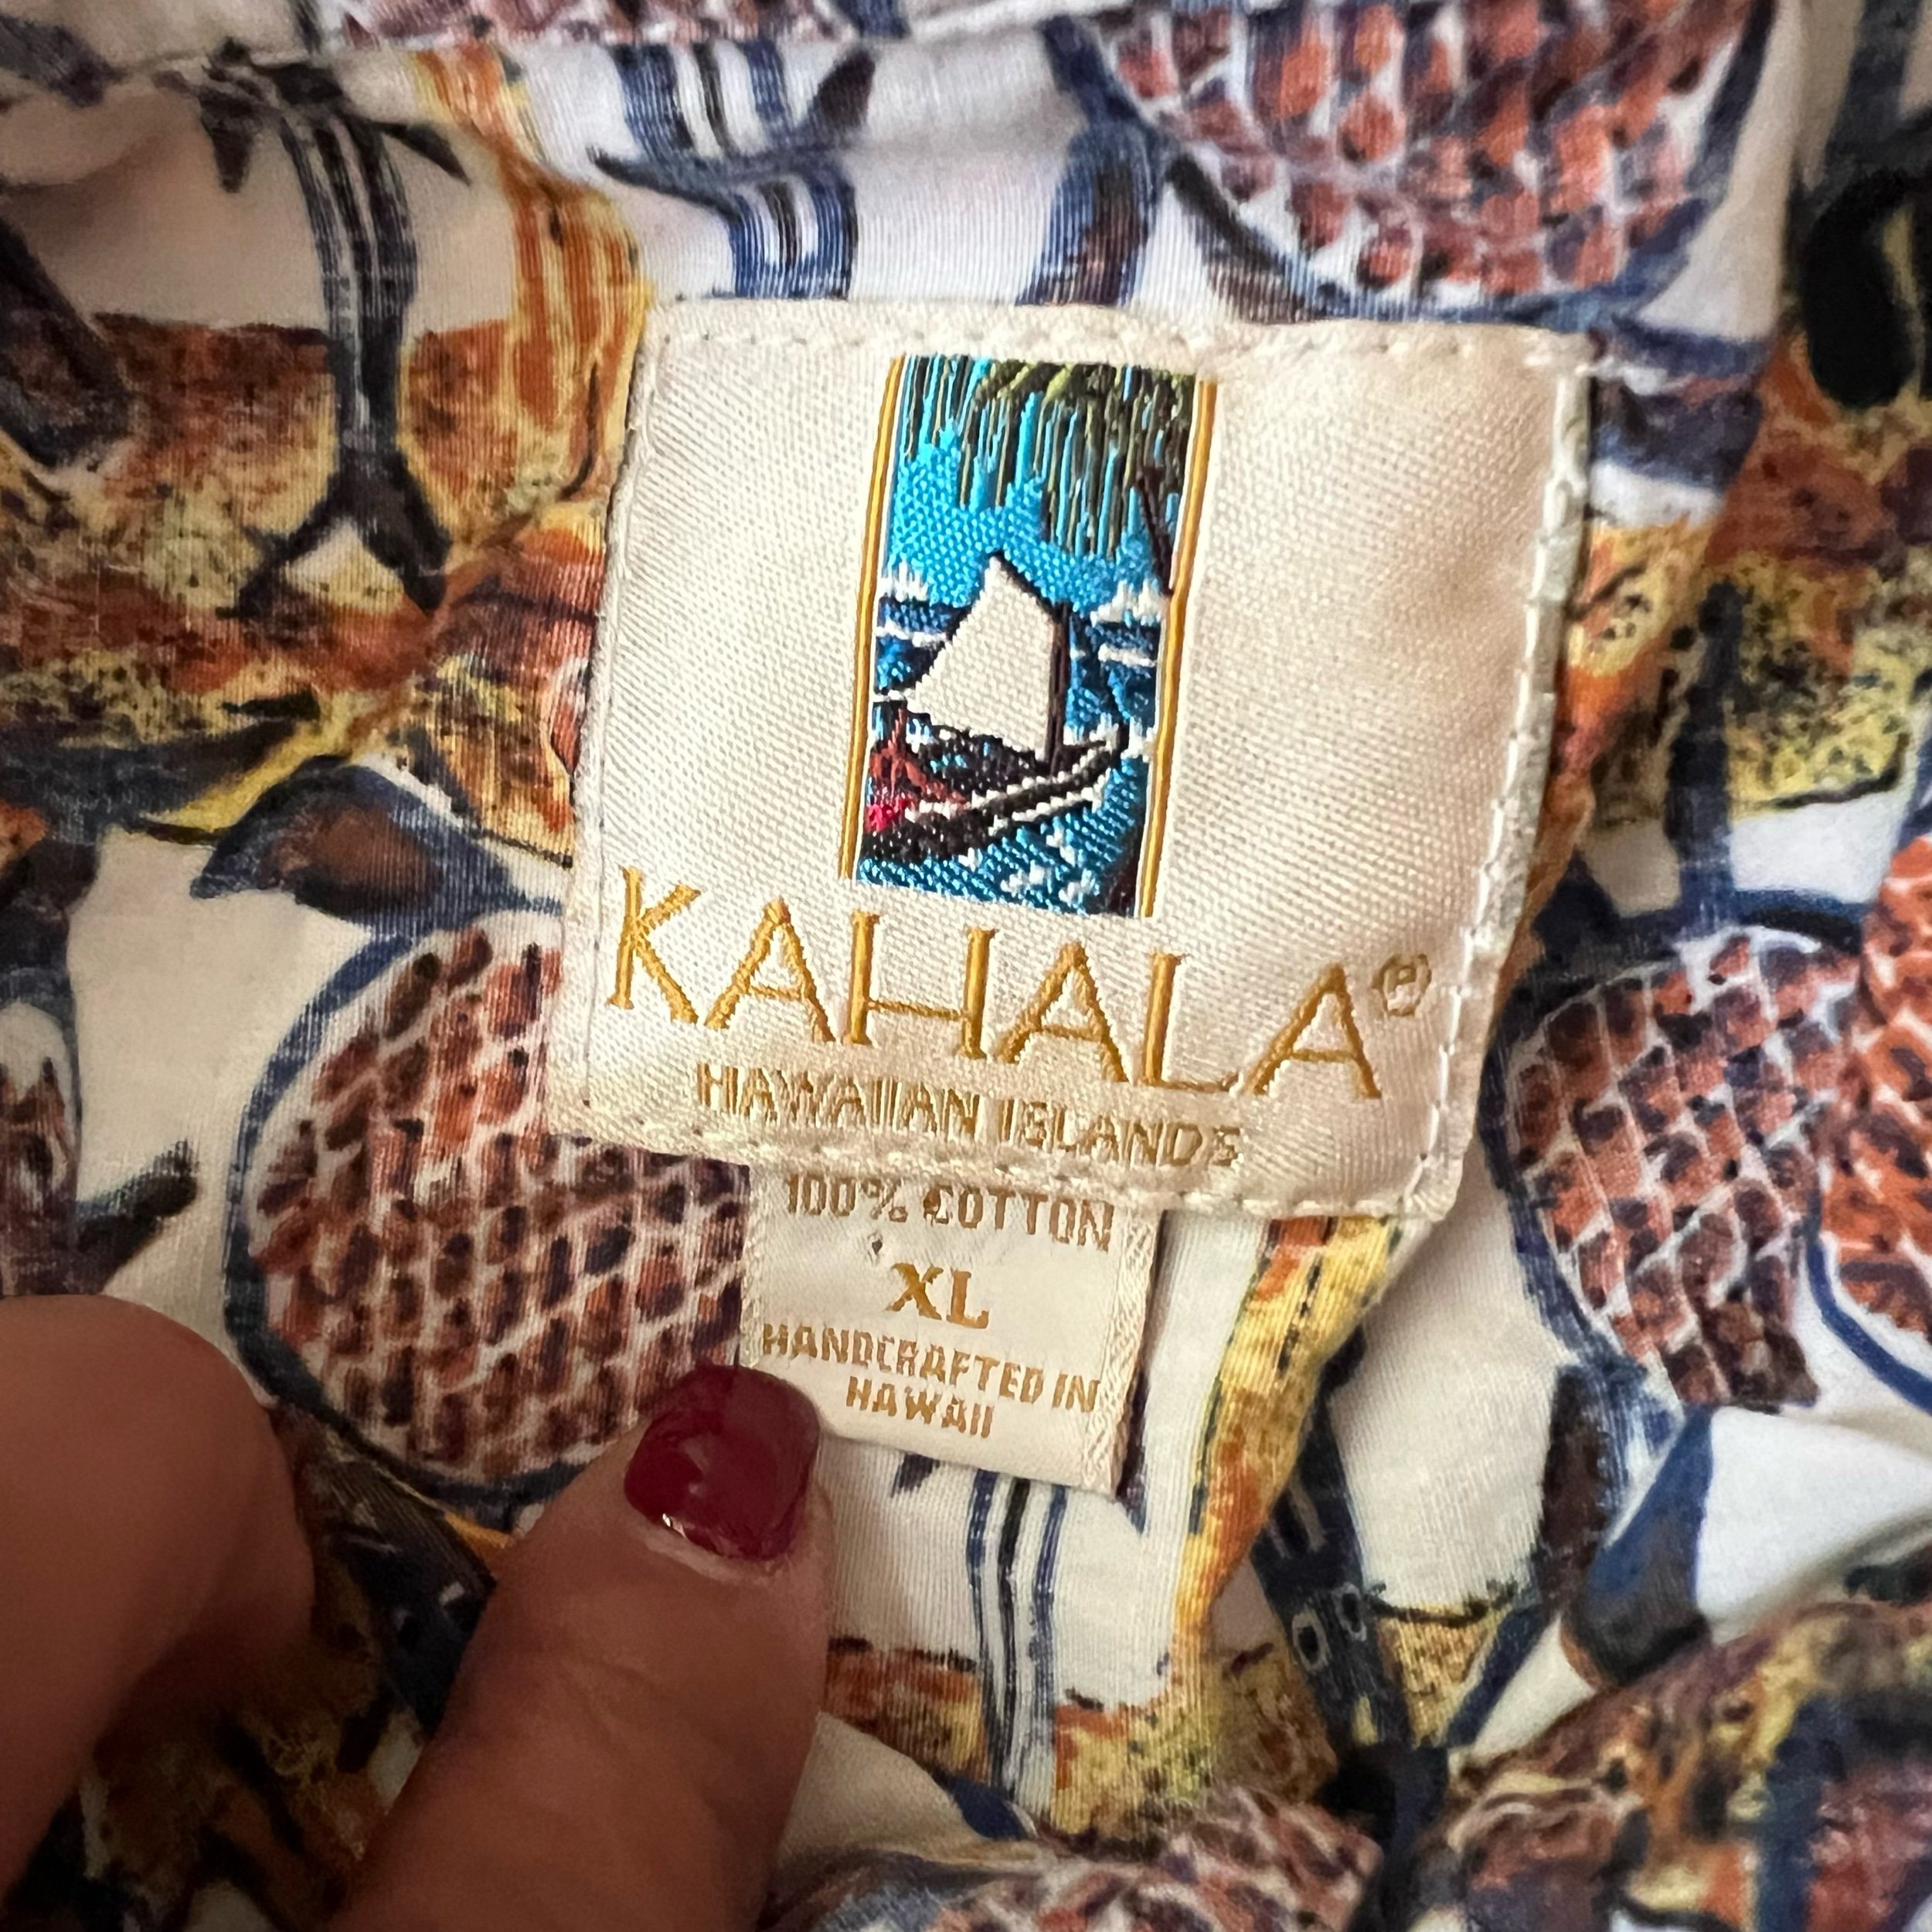 KAHALA®
HAWAIIAN ISLANDS
100% COTTON
XL
HANDCRAFTED IN
HAWAII